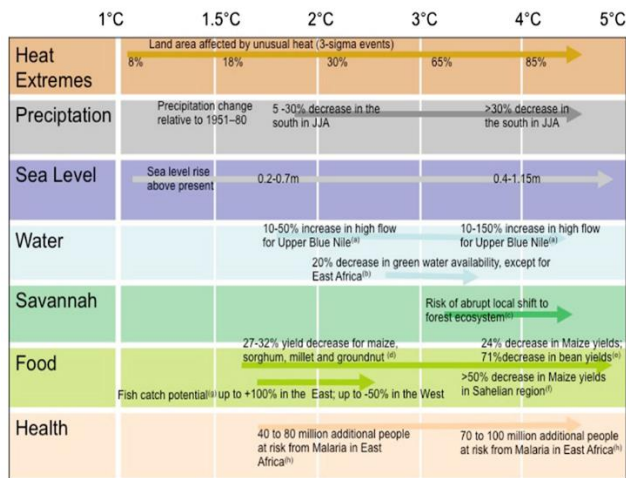 1°C 1.5°C 2°C 3°C 4°C 5°C
Heat
Extremes
Land area affected by unusual heat (3-sigma events)
8% 18% 30% 65% 85%
Precipitation
Precipitation change
relative to 1951–80
5 -30% decrease in the
south in JJA
>30% decrease in
the south in JJA
Sea Level
Sea level rise
above present
0.2-0.7m
0.4-1.15m
Water
10-50% increase in high flow
for Upper Blue Nile(a)
10-150% increase in high flow
for Upper Blue Nile(a)
20% decrease in green water availability, except for
East Africa(b)
Savannah
Risk of abrupt local shift to
forest ecosystem(c)
Food
27-32% yield decrease for maize,
sorghum, millet and groundnut (d)
24% decrease in Maize yields;
71%decrease in bean yields(e)
Fish catch potential(g) up to +100% in the East; up to -50% in the West
>50% decrease in Maize yields
in Sahelian region(f)
Health
40 to 80 million additional people
at risk from Malaria in East
Africa(h)
70 to 100 million additional people
at risk from Malaria in East Africa(h)